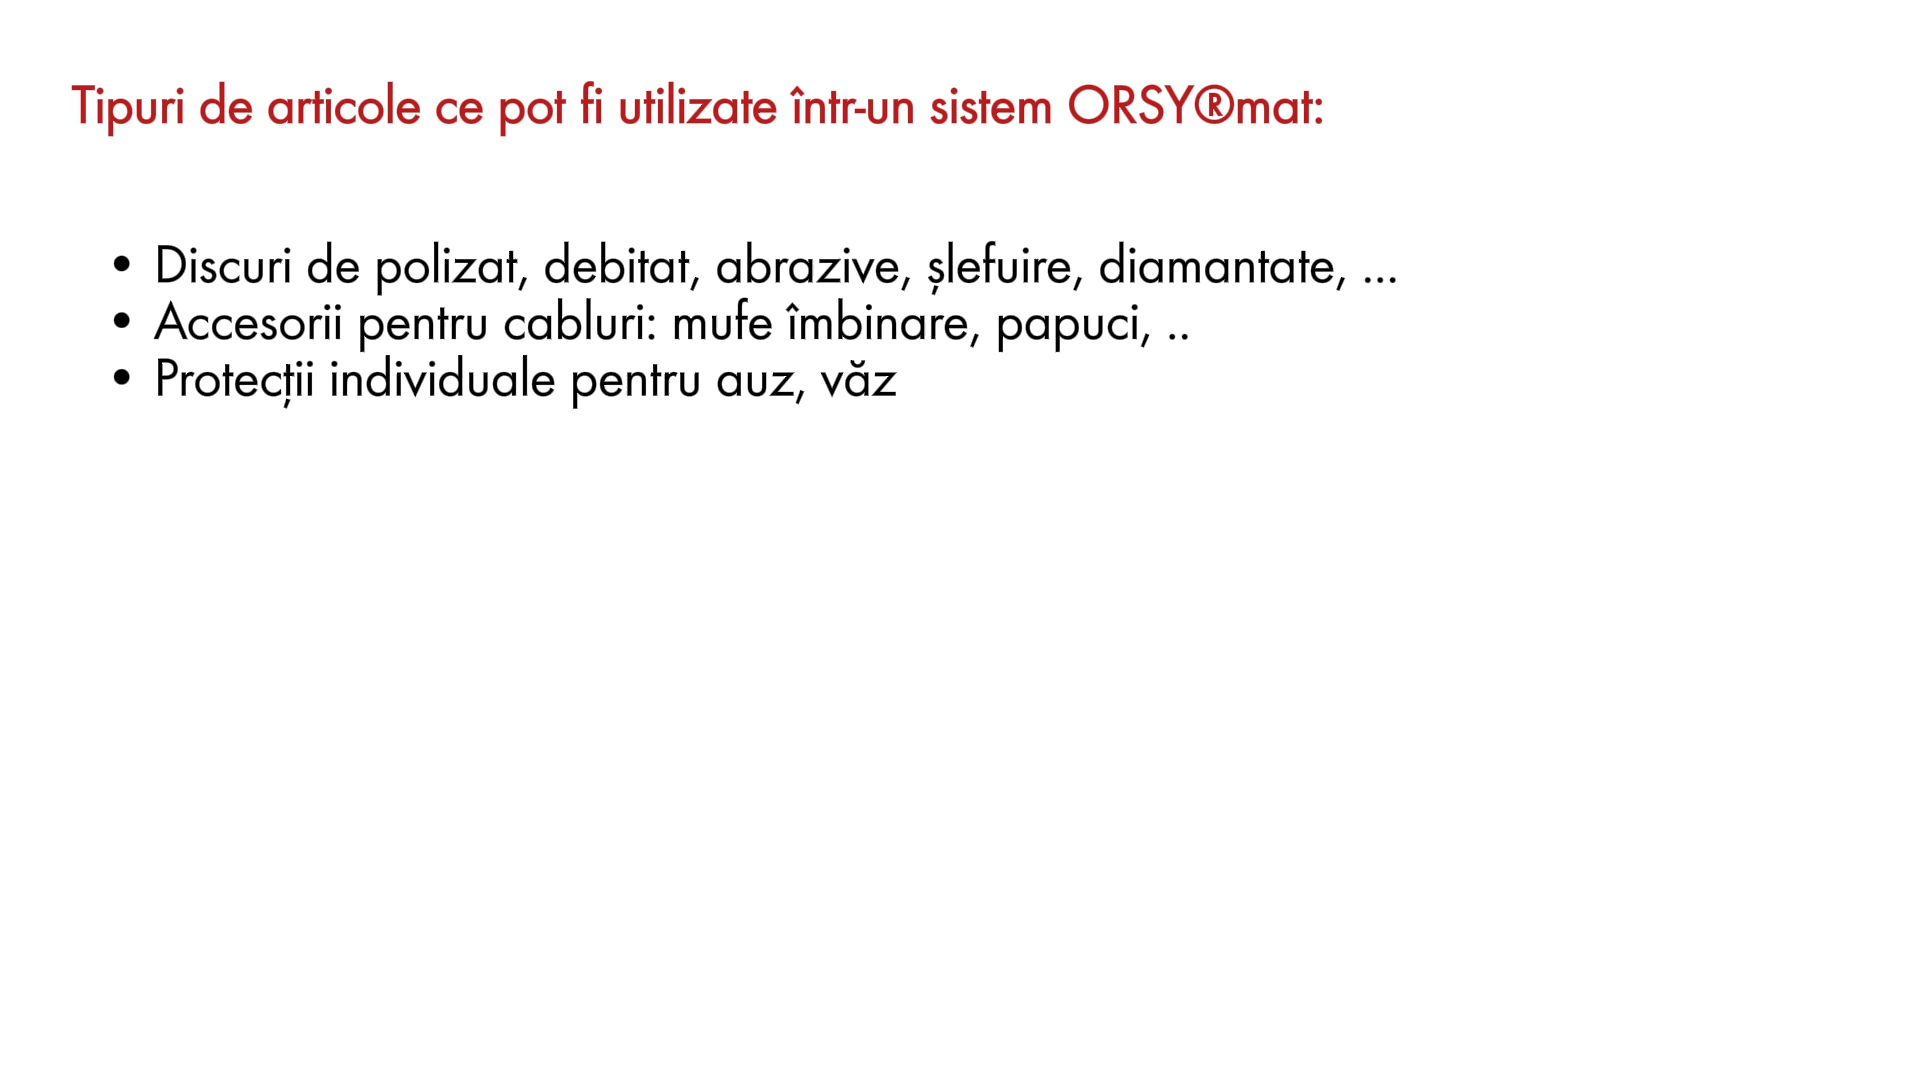 Tipuri de articole ce pot fi utilizate într-un sistem ORSY®mat:
• Discuri de polizat, debitat, abrazive, șlefuire, diamantate, ...
• Accesorii pentru cabluri: mufe îmbinare, papuci, ..
• Protecții individuale pentru auz, văz